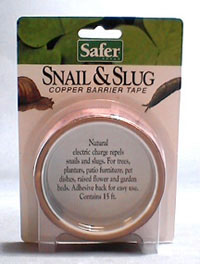 Safer
SNAIL & SLUG
COPPER BARRIER TAPE
Natural
electric charge repels
snails and slugs. For trees,
planters, patio furniture, pet
dishes, raised flower and garden
beds. Adhesive back for easy use.
Contains 15 ft.